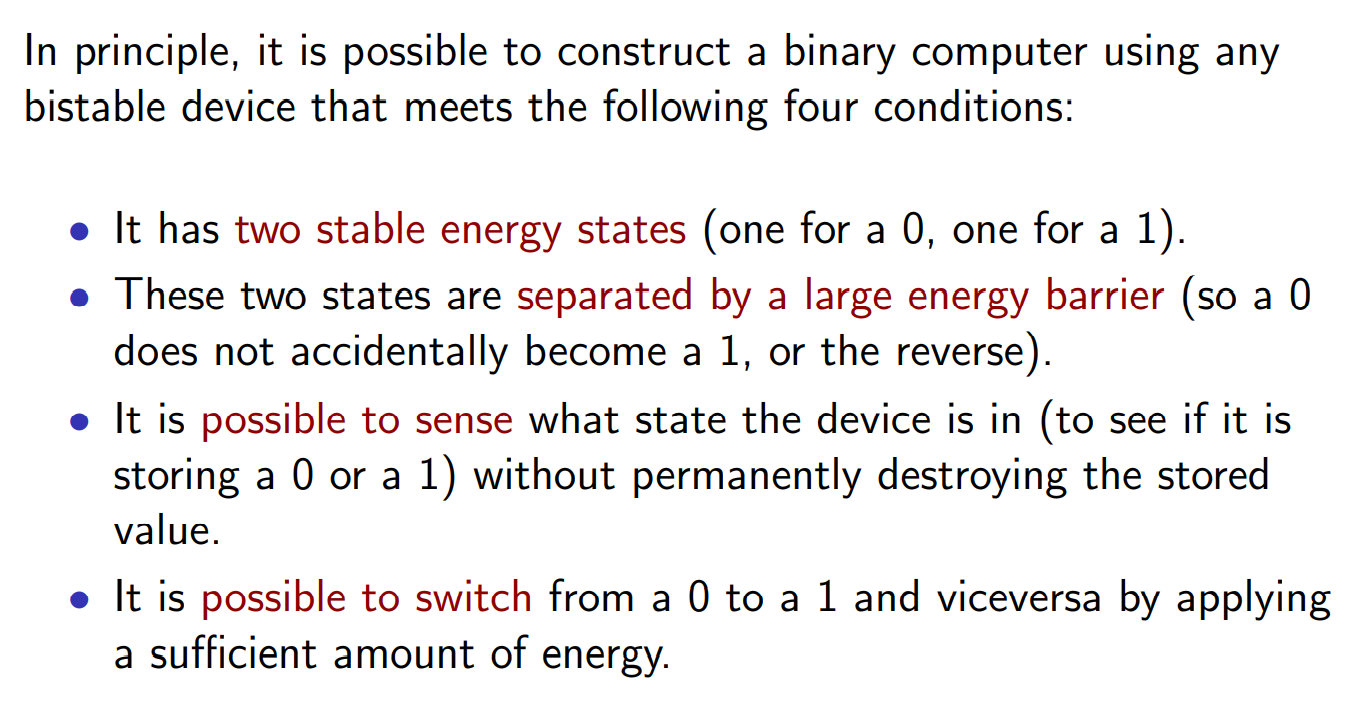 In principle, it is possible to construct a binary computer using any
bistable device that meets the following four conditions:
• It has two stable energy states (one for a 0, one for a 1).
• These two states are separated by a large energy barrier (so a 0
does not accidentally become a 1, or the reverse).
• It is possible to sense what state the device is in (to see if it is
storing a 0 or a 1) without permanently destroying the stored
value.
• It is possible to switch from a 0 to a 1 and viceversa by applying
a sufficient amount of energy.